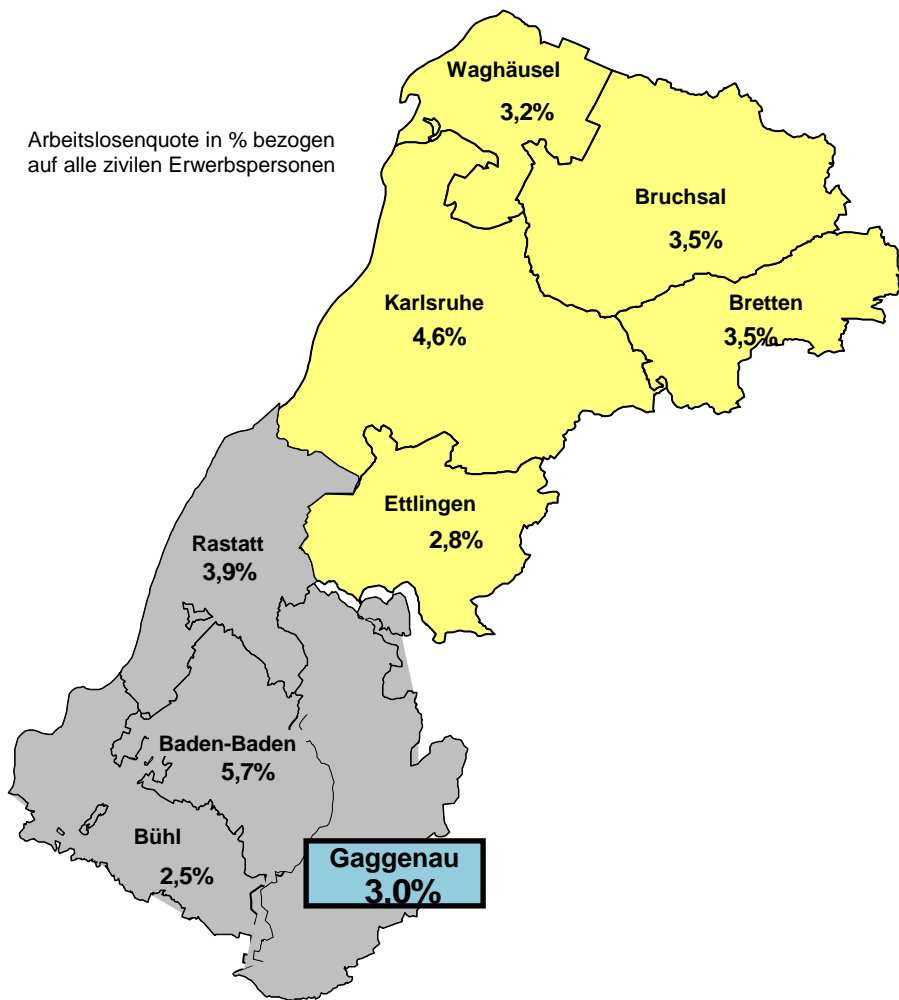 Waghäusel
3,2%
Arbeitslosenquote in % bezogen
auf alle zivilen Erwerbspersonen
Bruchsal
3,5%
Karlsruhe
4,6%
Bretten
3,5%
Ettlingen
2,8%
Rastatt
3,9%
Baden-Baden
5,7%
Bühl
2,5%
Gaggenau
3,0%